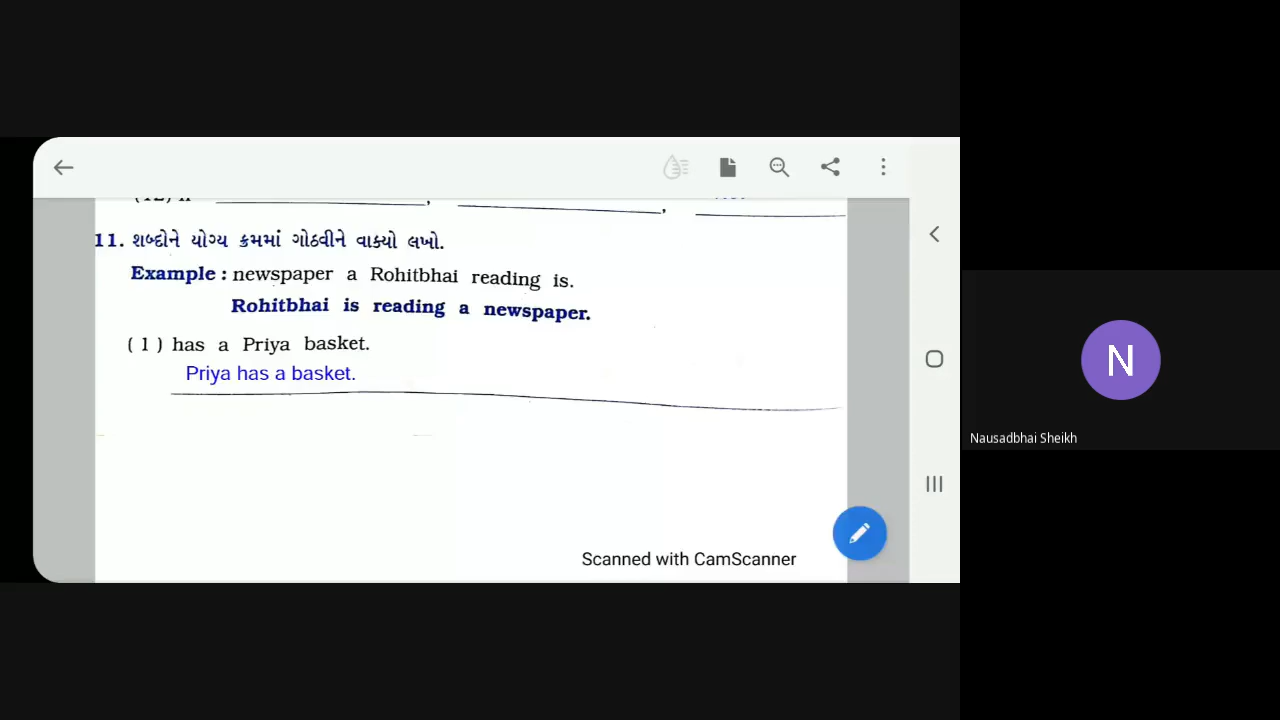 11. શબ્દોને યોગ્ય ક્રમમાં ગોઠવીને વાક્યો લખો.
Example : newspaper a Rohitbhai reading is.
Rohitbhai is reading a newspaper.
( 1 ) has a Priya basket.
Priya has a basket.
Scanned with CamScanner
N
Nausadbhai Sheikh